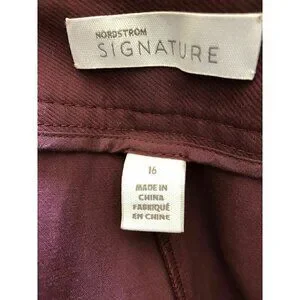 NORDSTROM
SIGNATURE
16
MADE IN
CHINA
FABRIQUÉ
EN CHINE